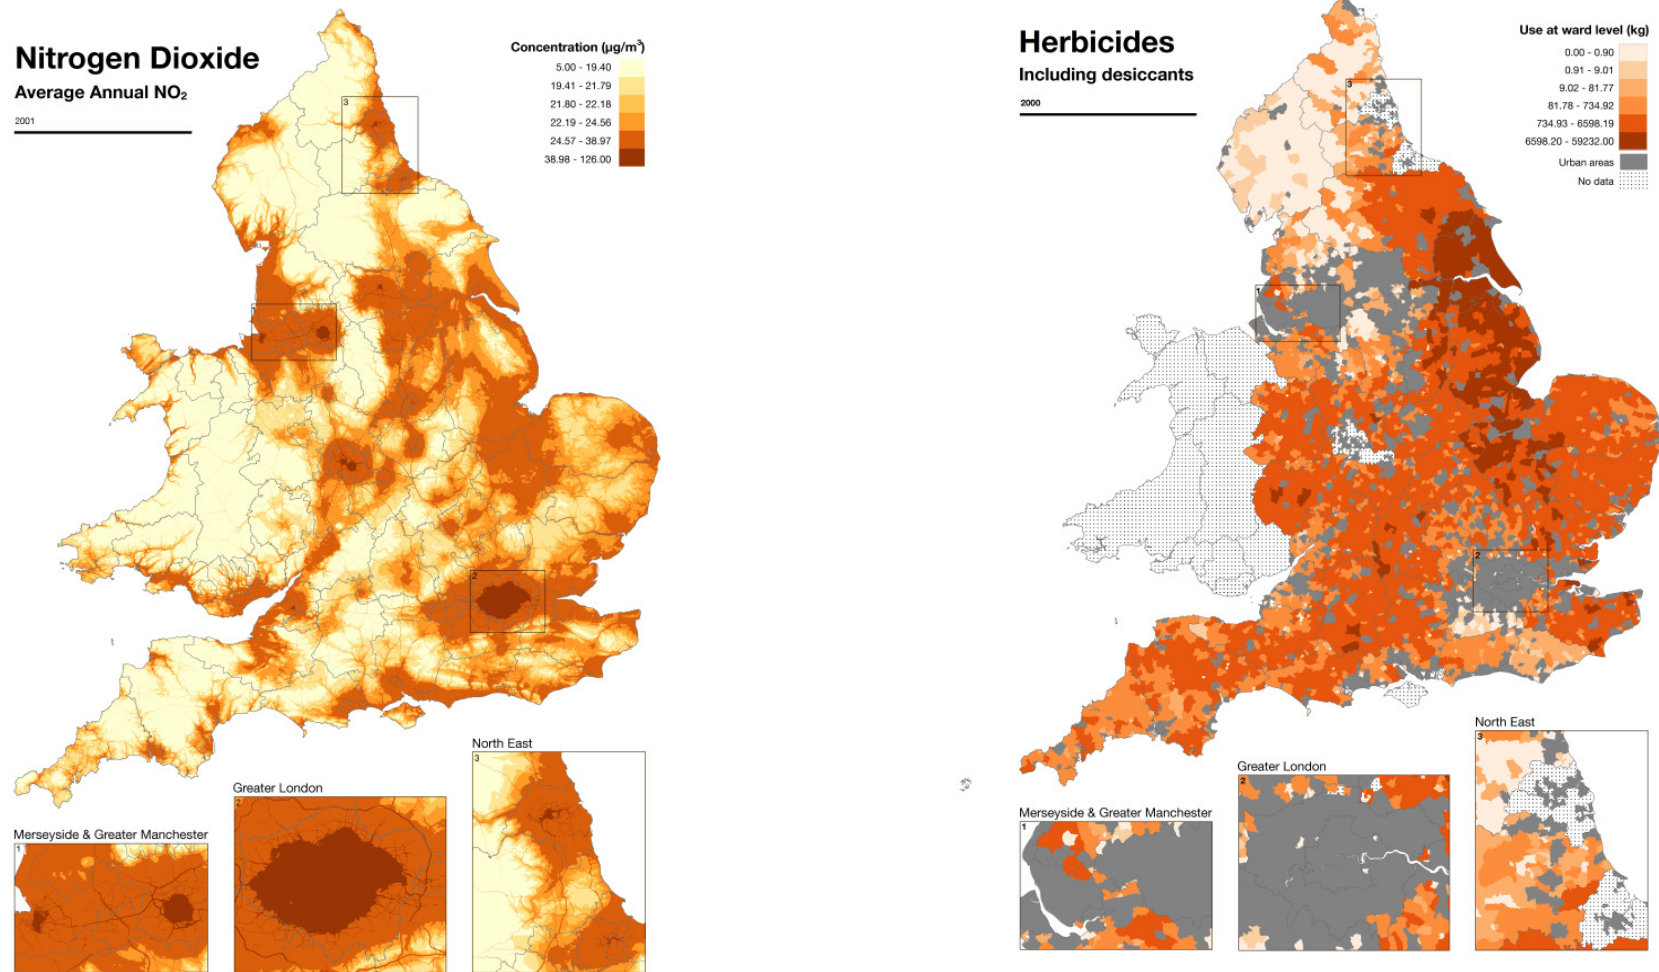 Nitrogen Dioxide
Average Annual NO₂
2001
Concentration (µg/m³)
5.00 - 19.40
19.41 - 21.79
21.80 - 22.18
22.19 - 24.56
24.57 - 38.97
38.98 - 126.00
3
2
North East
3
Greater London
2
Merseyside & Greater Manchester
1
Herbicides
Including desiccants
2000
Use at ward level (kg)
0.00 - 0.90
0.91 - 9.01
9.02 - 81.77
81.78 - 734.92
734.93 - 6598.19
6598.20 - 59232.00
Urban areas
No data
3
1
2
North East
3
Greater London
2
Merseyside & Greater Manchester
1